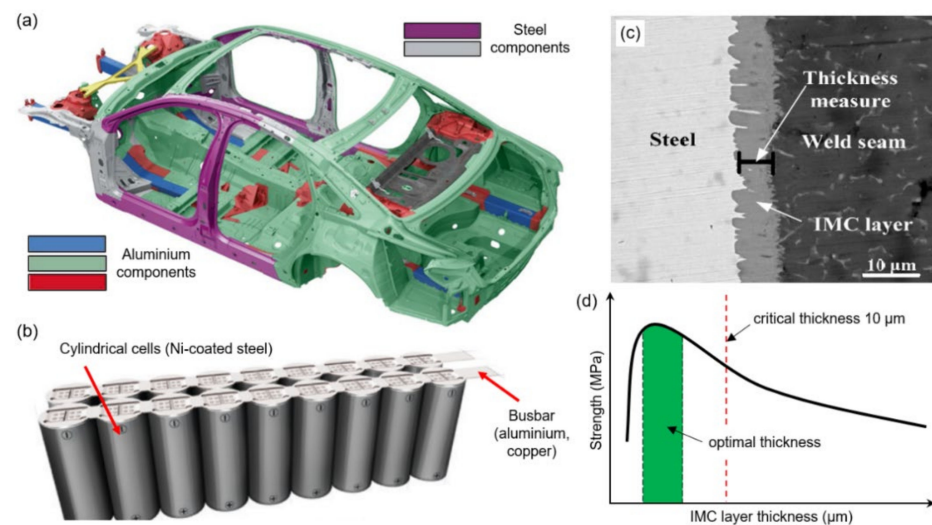 (a)
Steel
components
Aluminium
components
(b)
Cylindrical cells (Ni-coated steel)
Busbar
(aluminium,
copper)
(c)
Thickness
measure
Steel
Weld seam
IMC layer
10 μm
(d)
critical thickness 10 μm
optimal thickness
Strength (MPa)
IMC layer thickness (μm)